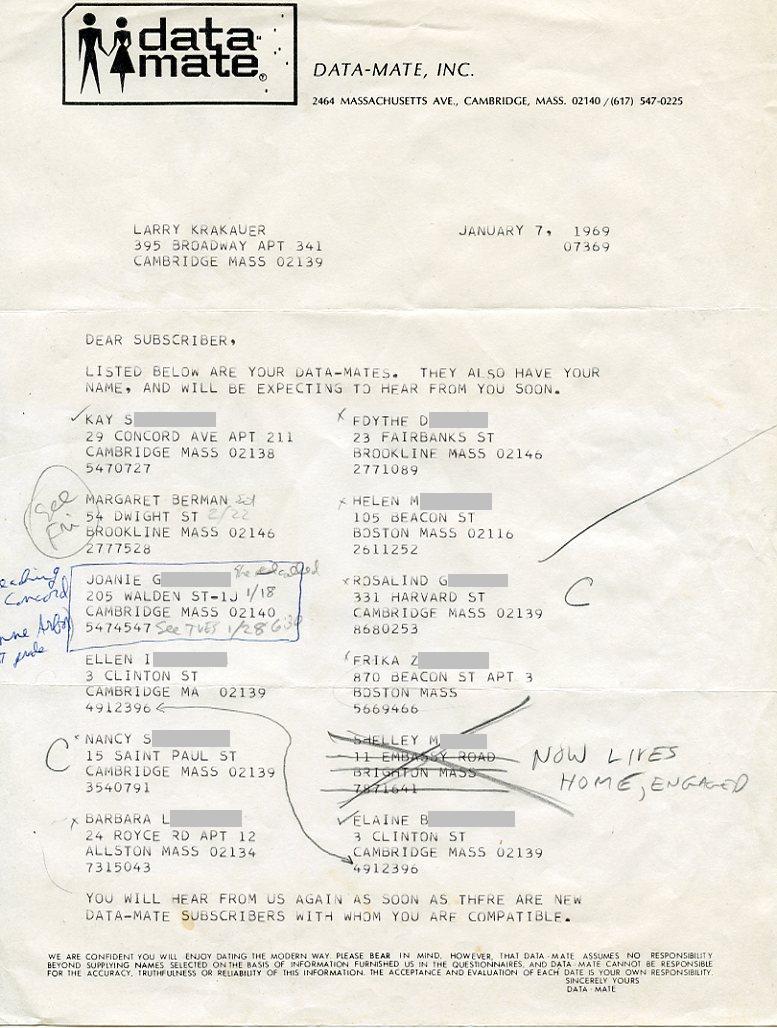 data-
mate®
DATA-MATE, INC.
2464 MASSACHUSETTS AVE., CAMBRIDGE, MASS. 02140 / (617) 547-0225
LARRY KRAKAUER
395 BROADWAY APT 341
CAMBRIDGE MASS 02139
JANUARY 7, 1969
07369
DEAR SUBSCRIBER,
LISTED BELOW ARE YOUR DATA-MATES. THEY ALSO HAVE YOUR
NAME, AND WILL BE EXPECTING TO HEAR FROM YOU SOON.
KAY S
29 CONCORD AVE APT 211
CAMBRIDGE MASS 02138
5470727
See
Fri
MARGARET BERMAN
54 DWIGHT ST 2/22
BROOKLINE MASS 02146
2777528
Concord
JOANIE G called
205 WALDEN ST-1J 1/18
CAMBRIDGE MASS 02140
5474547 See TUES 1/28 6:30
ELLEN I
3 CLINTON ST
CAMBRIDGE MA 02139
4912396
C
x NANCY S
15 SAINT PAUL ST
CAMBRIDGE MASS 02139
3540791
x BARBARA L
24 ROYCE RD APT 12
ALLSTON MASS 02134
7315043
x EDYTHE D
23 FAIRBANKS ST
BROOKLINE MASS 02146
2771089
x HELEN M
105 BEACON ST
BOSTON MASS 02116
2611252
x ROSALIND G
331 HARVARD ST
CAMBRIDGE MASS 02139
8680253
C
x ERIKA Z
870 BEACON ST APT 3
BOSTON MASS
5669466
SHELLEY M
11 EMBASSY ROAD
BRIGHTON MASS
7871641
NOW LIVES
HOME, ENGAGED
ELAINE B
3 CLINTON ST
CAMBRIDGE MASS 02139
4912396
YOU WILL HEAR FROM US AGAIN AS SOON AS THERE ARE NEW
DATA-MATE SUBSCRIBERS WITH WHOM YOU ARE COMPATIBLE.
WE ARE CONFIDENT YOU WILL ENJOY DATING THE MODERN WAY. PLEASE BEAR IN MIND, HOWEVER, THAT DATA-MATE ASSUMES NO RESPONSIBILITY
BEYOND SUPPLYING NAMES SELECTED ON THE BASIS OF INFORMATION FURNISHED US IN THE QUESTIONNAIRES, AND DATA-MATE CANNOT BE RESPONSIBLE
FOR THE ACCURACY, TRUTHFULNESS OR RELIABILITY OF THIS INFORMATION. THE ACCEPTANCE AND EVALUATION OF EACH DATE IS YOUR OWN RESPONSIBILITY.
SINCERELY YOURS
DATA-MATE